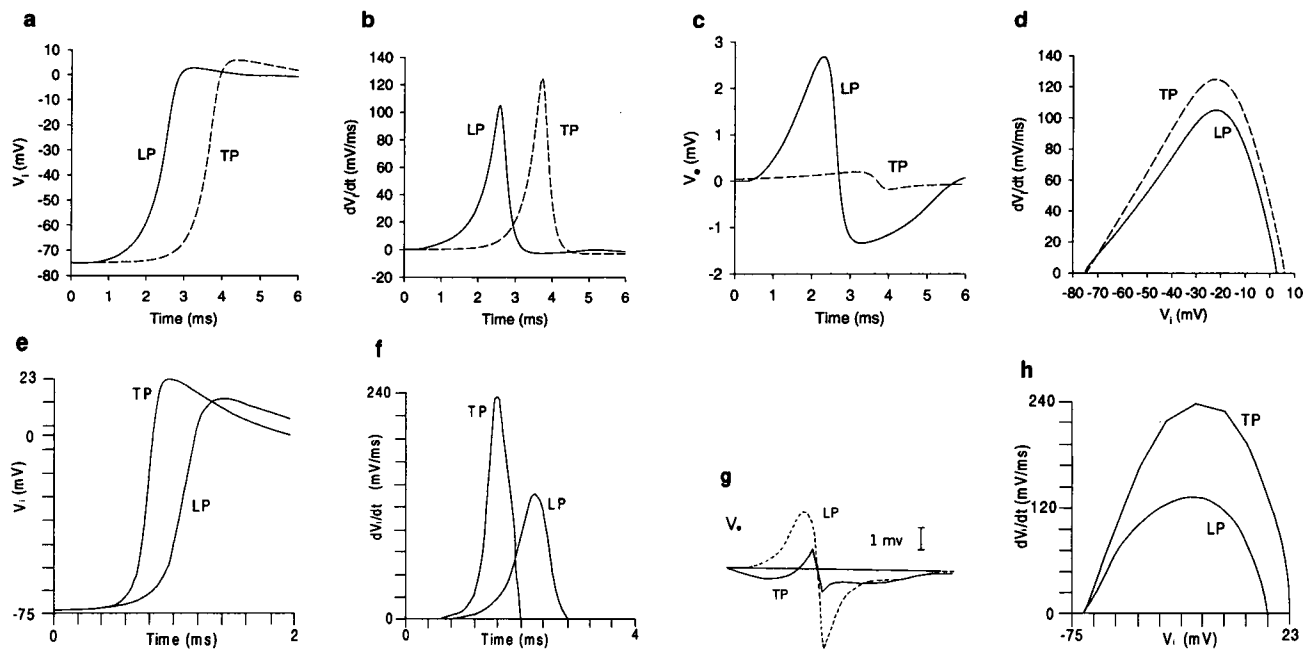 a
10
0
-10
-20
-30
-40
-50
-60
-70
-80
Vi (mV)
LP
TP
0 1 2 3 4 5 6
Time (ms)
b
140
120
100
80
60
40
20
0
-20
dVi/dt (mV/ms)
LP
TP
0 1 2 3 4 5 6
Time (ms)
c
3
2
1
0
-1
-2
Ve (mV)
LP
TP
0 1 2 3 4 5 6
Time (ms)
d
140
120
100
80
60
40
20
0
dVi/dt (mV/ms)
TP
LP
-80 -70 -60 -50 -40 -30 -20 -10 0 10
Vi (mV)
e
23
0
-75
Vi (mV)
TP
LP
0 2
Time (ms)
f
240
0
dVi/dt (mV/ms)
TP
LP
0 4
Time (ms)
g
Ve
LP
TP
1 mv
h
240
120
0
dVi/dt (mV/ms)
TP
LP
-75 23
Vi (mV)